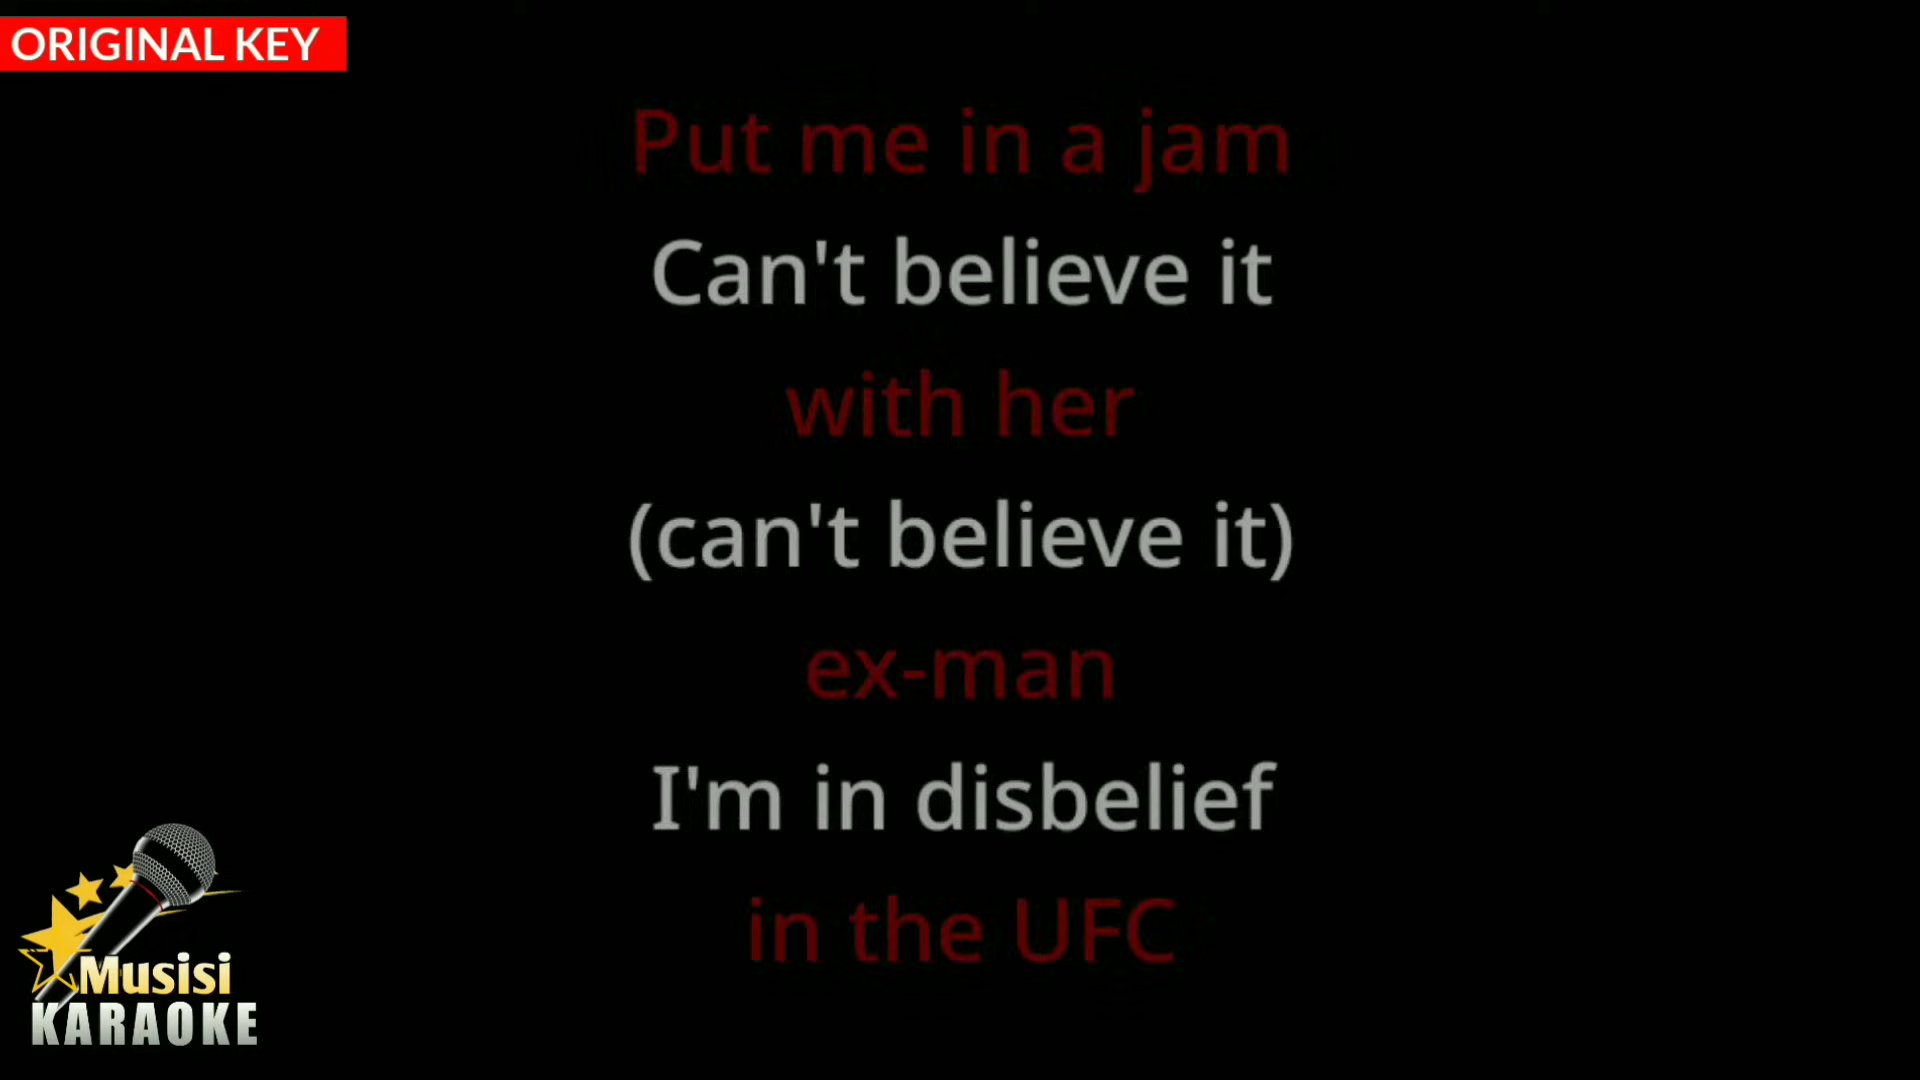 ORIGINAL KEY
Put me in a jam
Can't believe it
with her
(can't believe it)
ex-man
I'm in disbelief
in the UFC
Musisi
KARAOKE